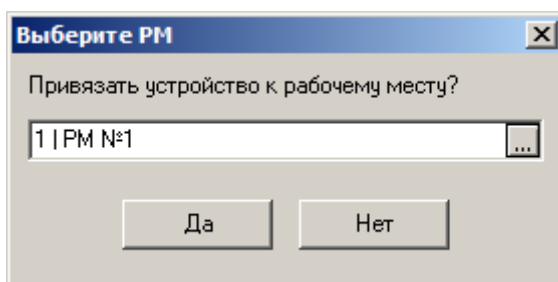 Выберите РМ
Привязать устройство к рабочему месту?
1 | РМ №1
...
Да
Нет